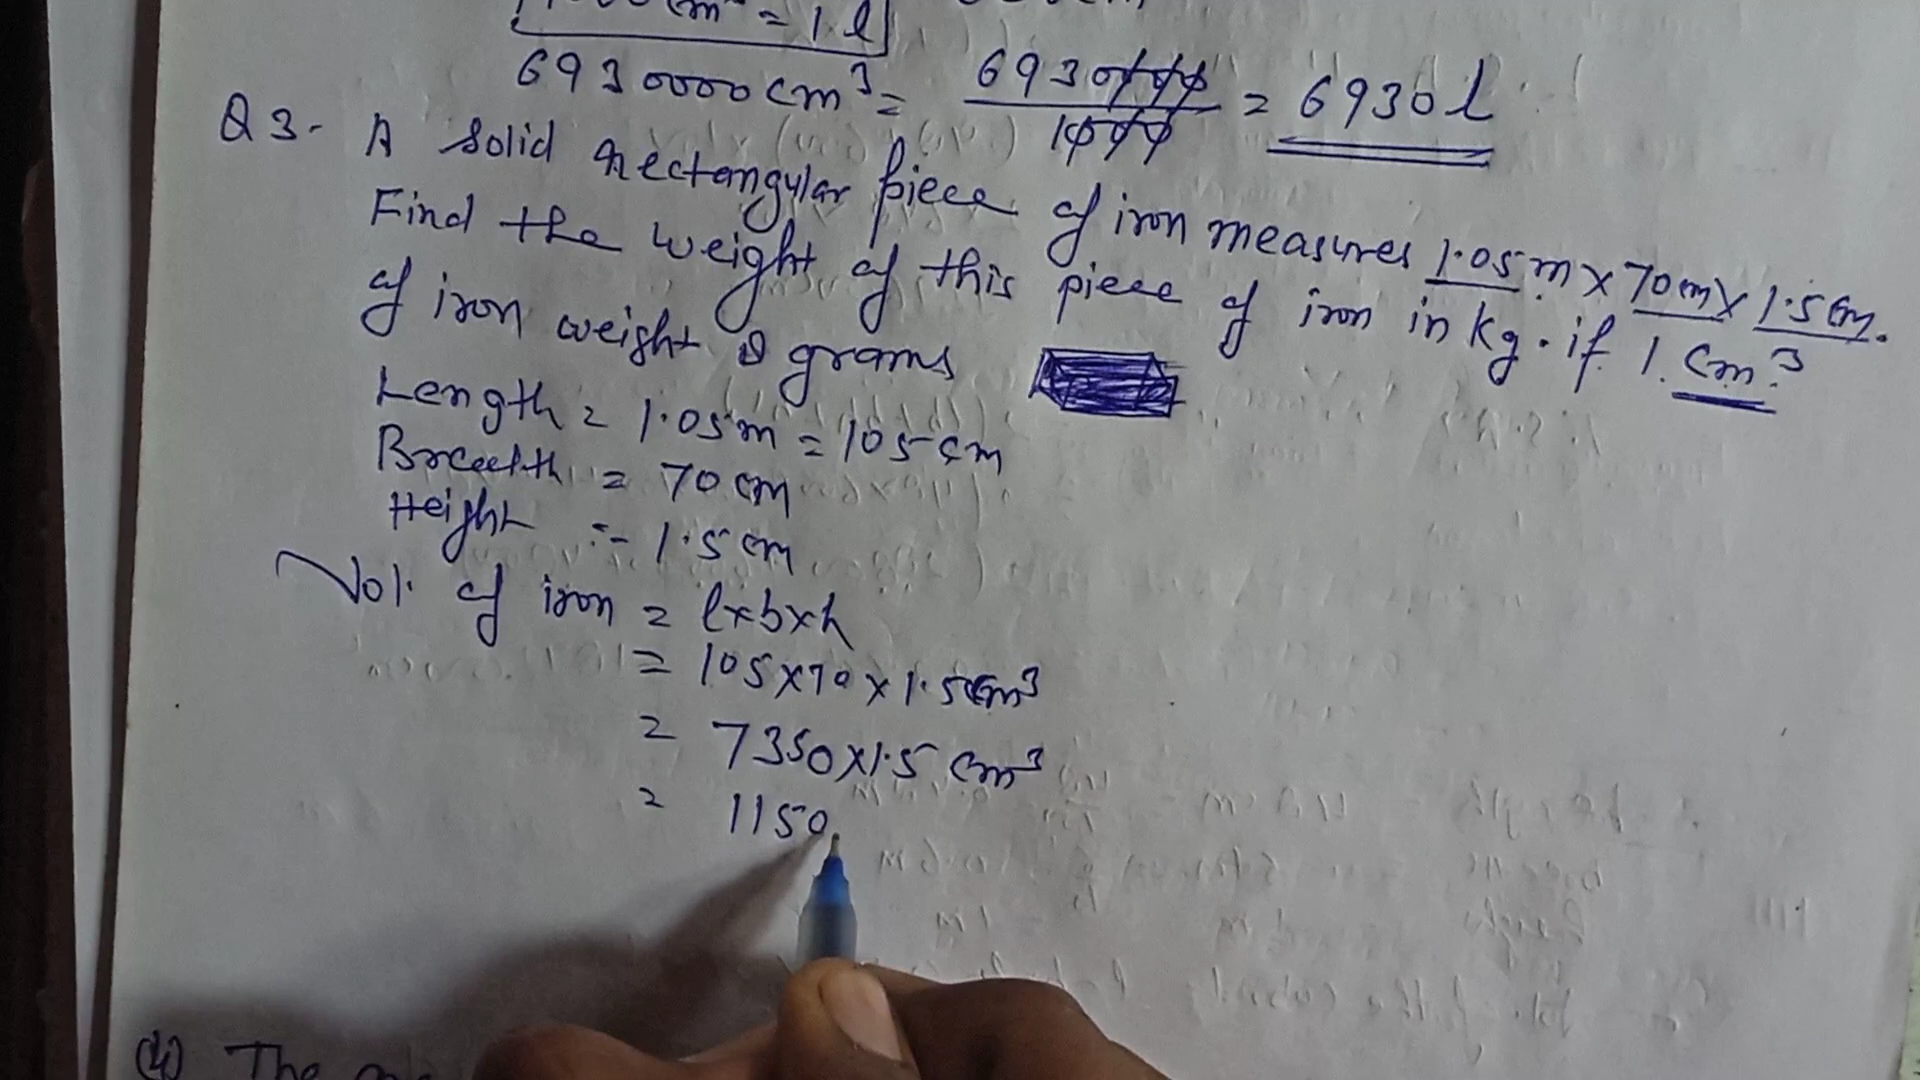 cm = 1 l
6930000 cm³ = 6930000/1000 = 6930 l
Q 3- A solid rectangular piece of iron measures 1.05 m x 70 cm x 1.5 cm.
Find the weight of this piece of iron in kg. if 1 cm³
of iron weight 8 grams
Length = 1.05 m = 105 cm
Breadth = 70 cm
Height :- 1.5 cm
Vol. of iron = l x b x h
= 105 x 70 x 1.5 cm³
= 7350 x 1.5 cm³
= 1150
The